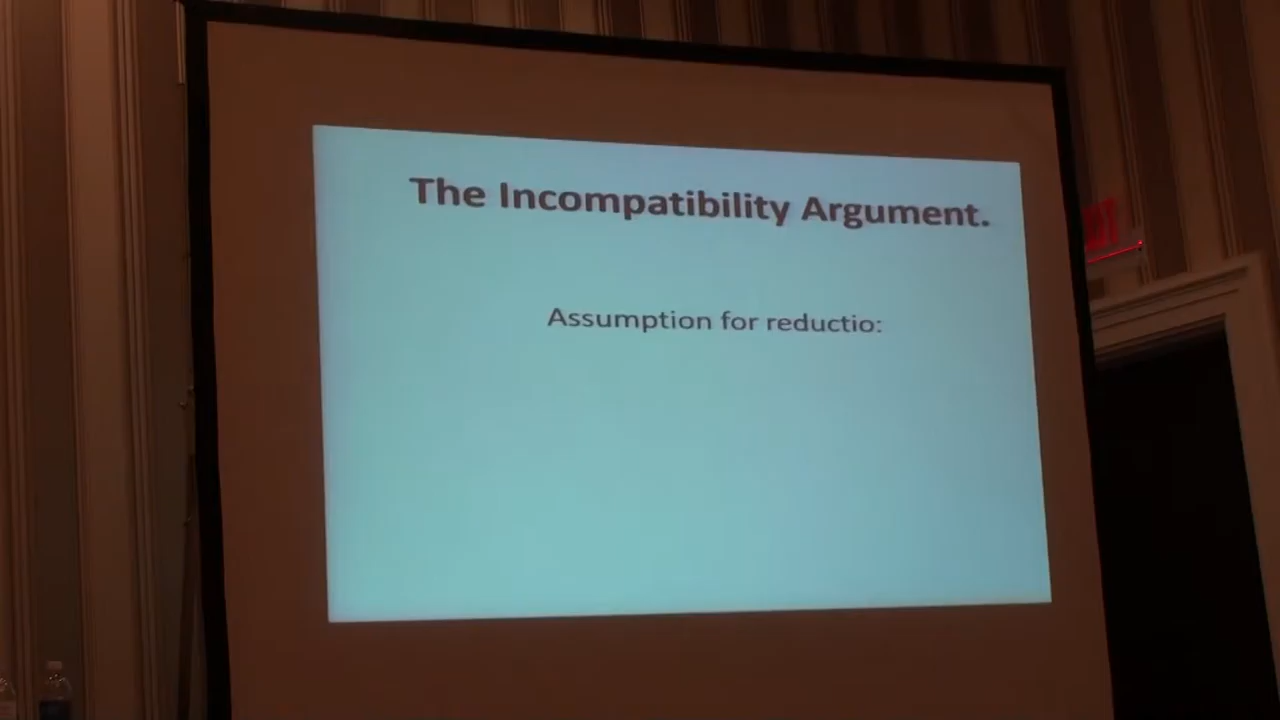 The Incompatibility Argument.
Assumption for reductio: